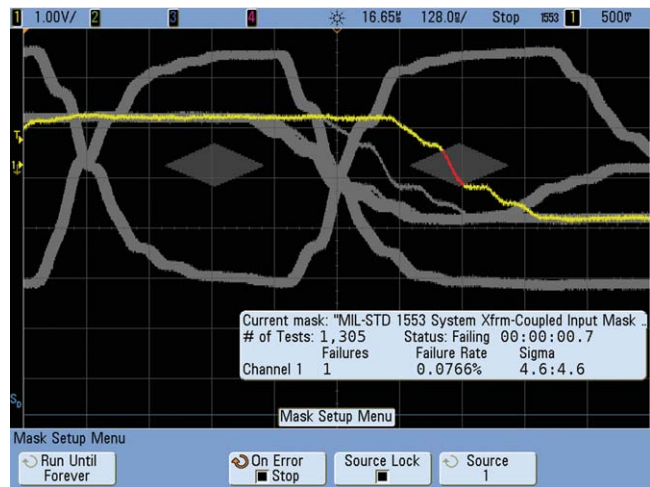 1 1.00V/ 2 3 4 16.65% 128.0%/ Stop 1553 1 500
T
1
Current mask: "MIL-STD 1553 System Xfrm-Coupled Input Mask ..
# of Tests: 1,305 Status: Failing 00:00:00.7
Failures Failure Rate Sigma
Channel 1 1 0.0766% 4.6:4.6
Mask Setup Menu
Mask Setup Menu
Run Until
Forever
On Error
Stop
Source Lock
Source
1